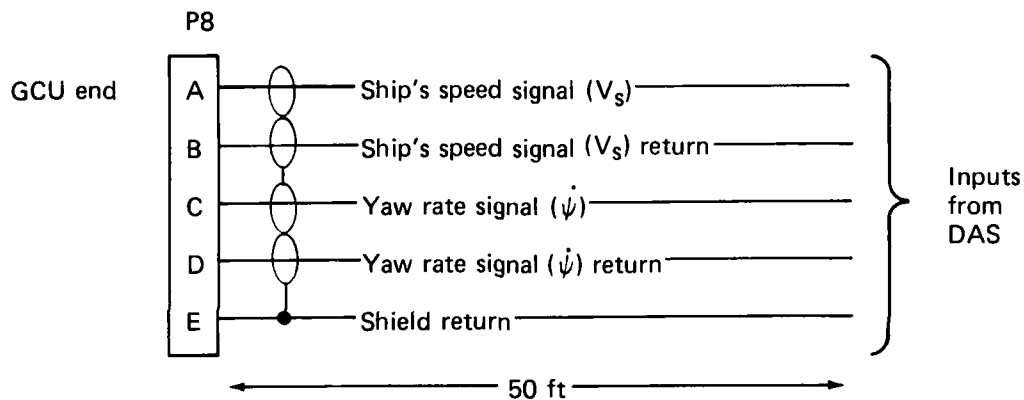 P8
GCU end
A Ship's speed signal (Vₛ)
B Ship's speed signal (Vₛ) return
C Yaw rate signal (ψ̇)
D Yaw rate signal (ψ̇) return
E Shield return
Inputs
from
DAS
50 ft